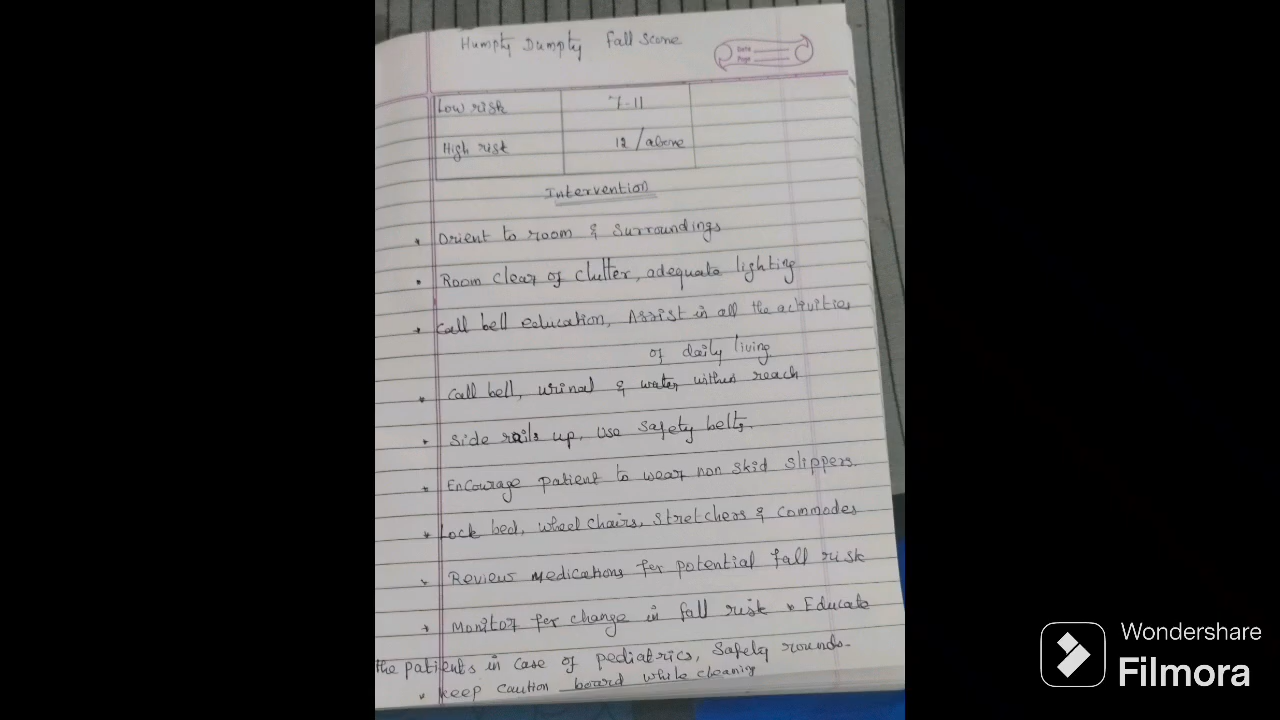 Humpty Dumpty fall Score
Date
Page
Low risk 7-11
High rist 12/above
Intervention
Orient to room & Surroundings
Room clear of clutter, adequate lighting
Call bell education, Assist in all the activities
of daily living
Call bell, urinal & water within reach
Side rails up, Use Safety belts.
Encourage patient to wear non skid slippers.
Lock bed, wheel chairs, Stretchers & Commodes
Review Medications for potential fall risk
Monitor for change in fall risk * Educate
the patients in case of pediatrics, Safety rounds.
keep caution board while cleaning
Wondershare
Filmora